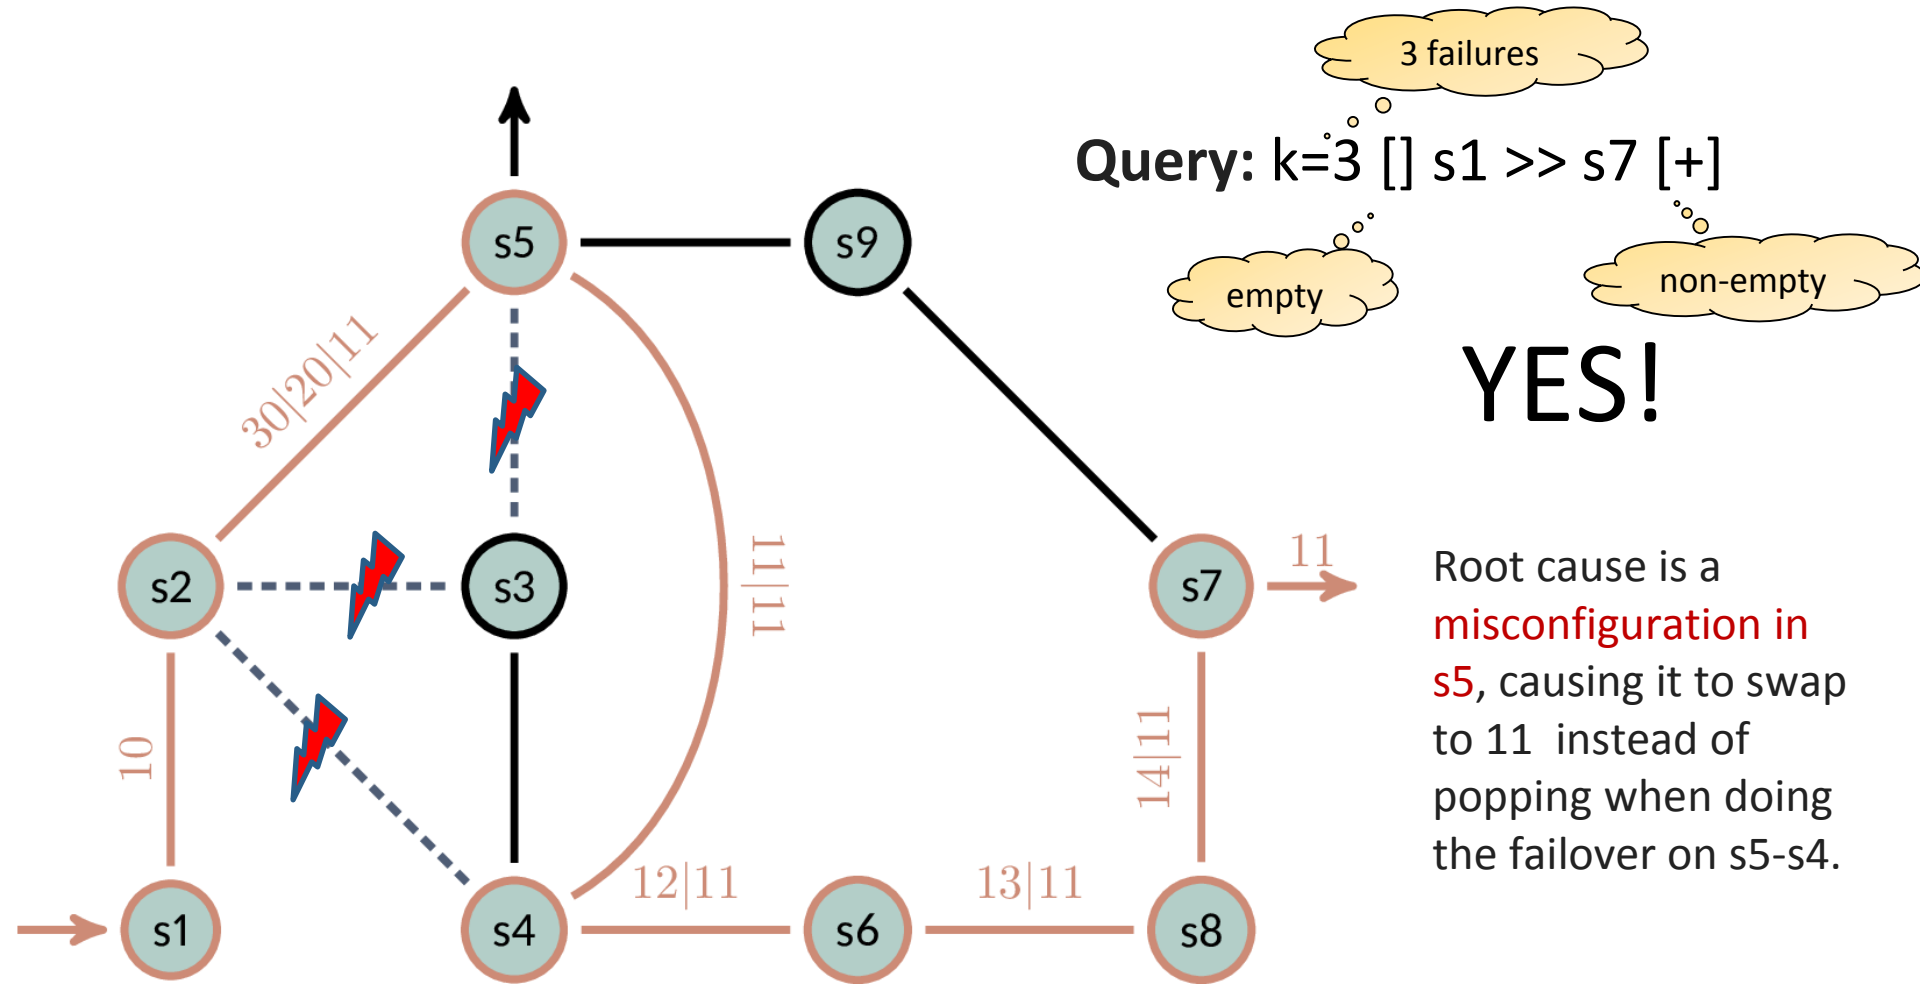 3 failures
Query: k=3 [] s1 >> s7 [+]
empty
non-empty
YES!
s5
s9
30|20|11
s2
s3
11|11
s7
11
10
14|11
12|11
13|11
s1
s4
s6
s8
Root cause is a
misconfiguration in
s5, causing it to swap
to 11 instead of
popping when doing
the failover on s5-s4.